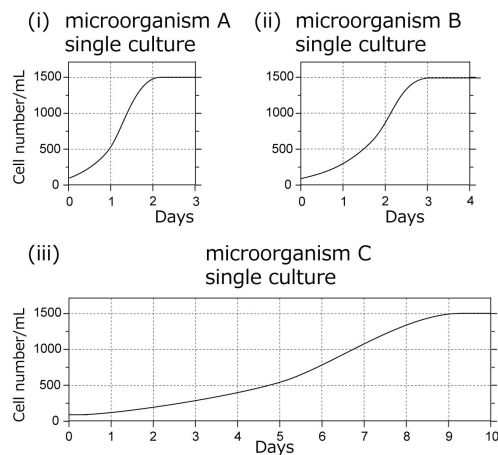 (i) microorganism A
single culture
Cell number/mL
1500
1000
500
0
0 1 2 3
Days
(ii) microorganism B
single culture
1500
1000
500
0
0 1 2 3 4
Days
(iii) microorganism C
single culture
Cell number/mL
1500
1000
500
0
0 1 2 3 4 5 6 7 8 9 10
Days